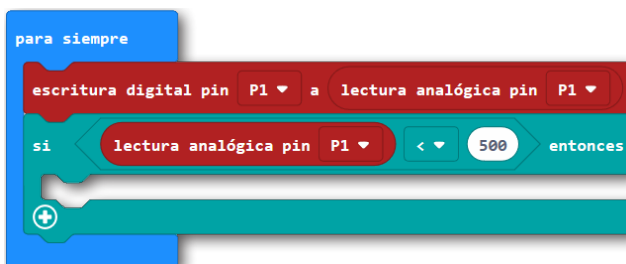 para siempre
escritura digital pin P1 a lectura analógica pin P1
si lectura analógica pin P1 < 500 entonces